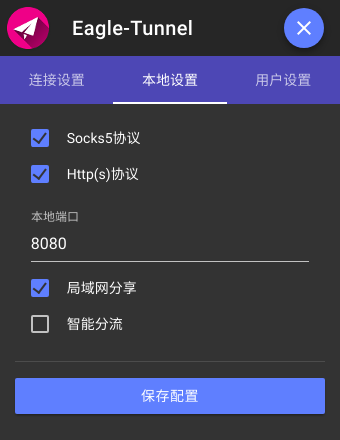 Eagle-Tunnel
连接设置 本地设置 用户设置
Socks5协议
Http(s)协议
本地端口
8080
局域网分享
智能分流
保存配置